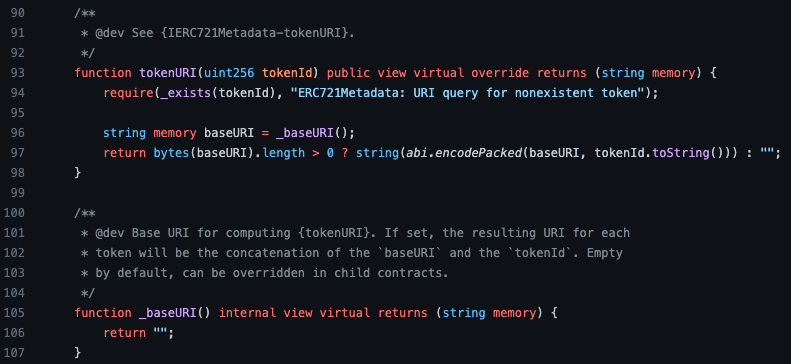 90 /**
91 * @dev See {IERC721Metadata-tokenURI}.
92 */
93 function tokenURI(uint256 tokenId) public view virtual override returns (string memory) {
94 require(_exists(tokenId), "ERC721Metadata: URI query for nonexistent token");
95
96 string memory baseURI = _baseURI();
97 return bytes(baseURI).length > 0 ? string(abi.encodePacked(baseURI, tokenId.toString())) : "";
98 }
99
100 /**
101 * @dev Base URI for computing {tokenURI}. If set, the resulting URI for each
102 * token will be the concatenation of the `baseURI` and the `tokenId`. Empty
103 * by default, can be overridden in child contracts.
104 */
105 function _baseURI() internal view virtual returns (string memory) {
106 return "";
107 }